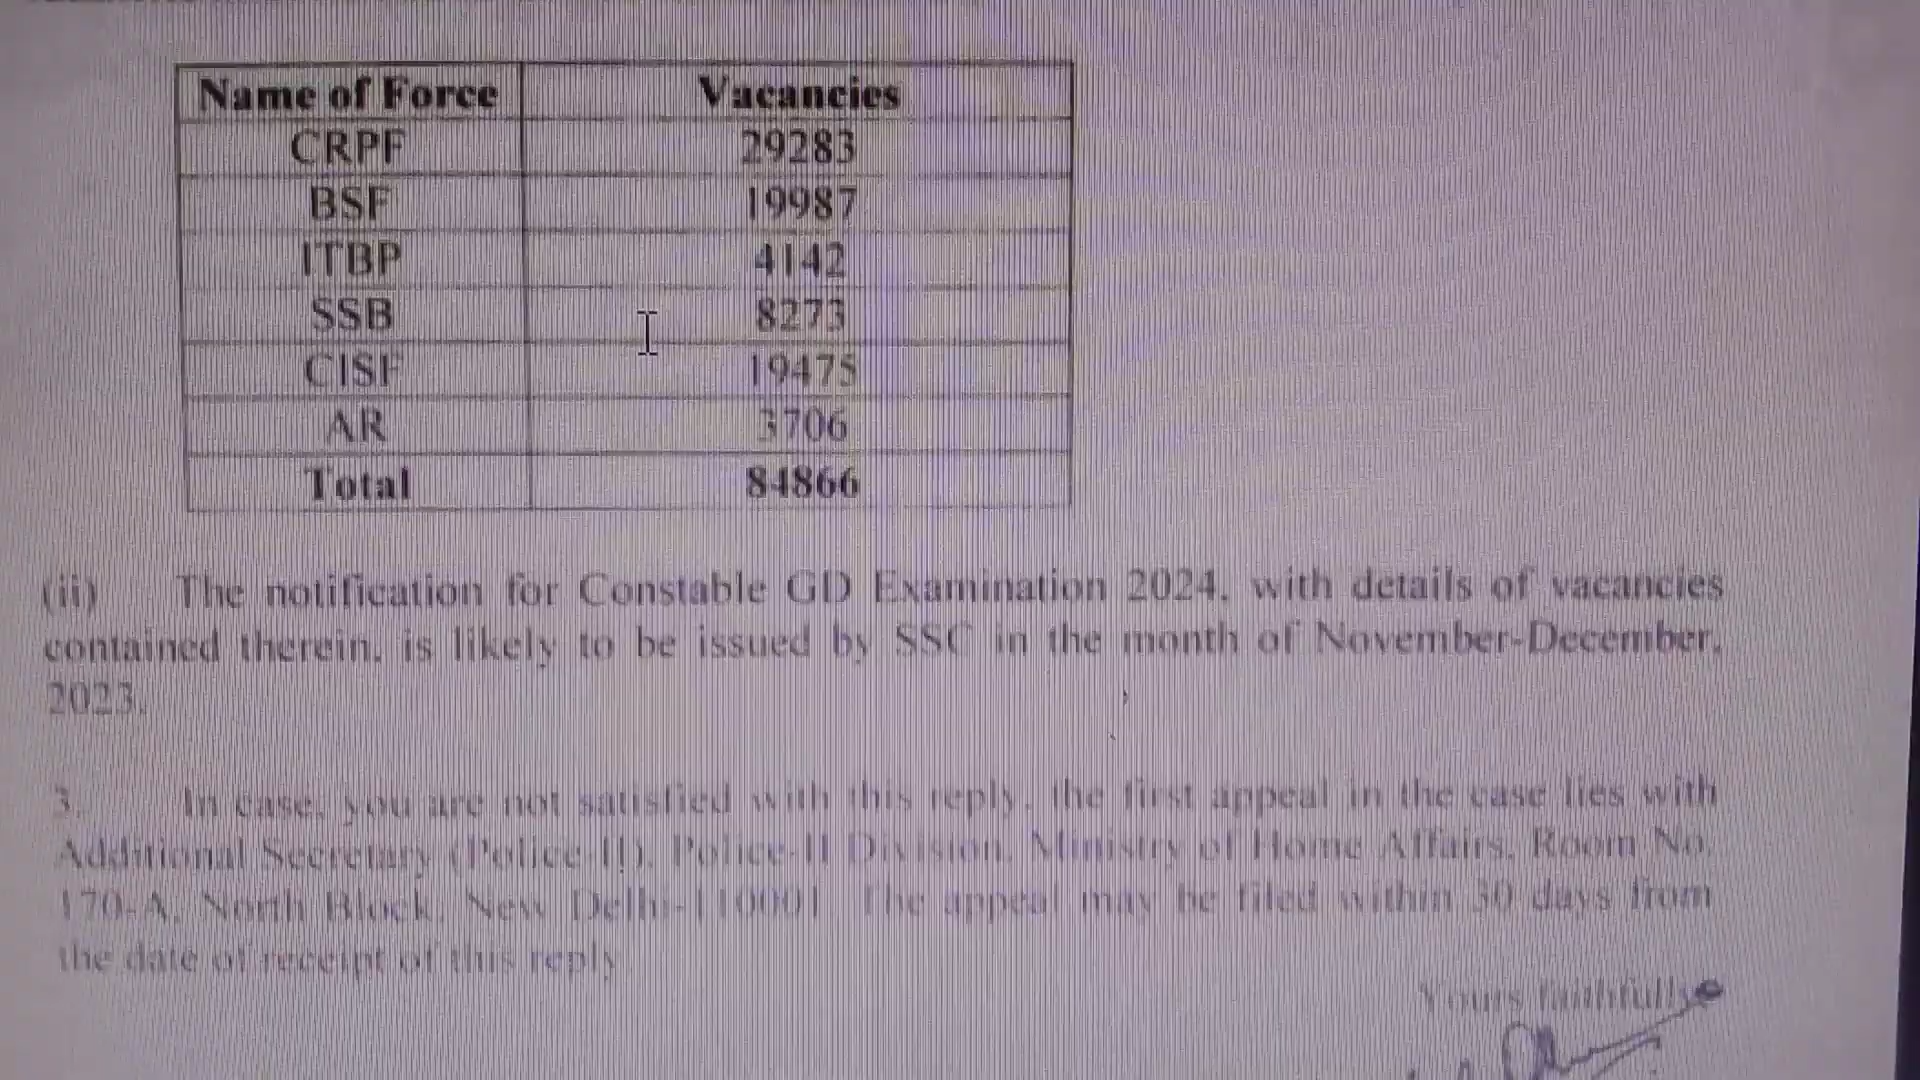 Name of Force Vacancies
CRPF 29283
BSF 19987
ITBP 4142
SSB 8273
CISF 19475
AR 3706
Total 84866
(ii) The notification for Constable GD Examination 2024, with details of vacancies
contained therein, is likely to be issued by SSC in the month of November-December,
2023.
3. In case, you are not satisfied with this reply, the first appeal in the case lies with
Additional Secretary (Police-II), Police-II Division, Ministry of Home Affairs, Room No.
170-A, North Block, New Delhi-110001. The appeal may be filed within 30 days from
the date of receipt of this reply.
Yours faithfully